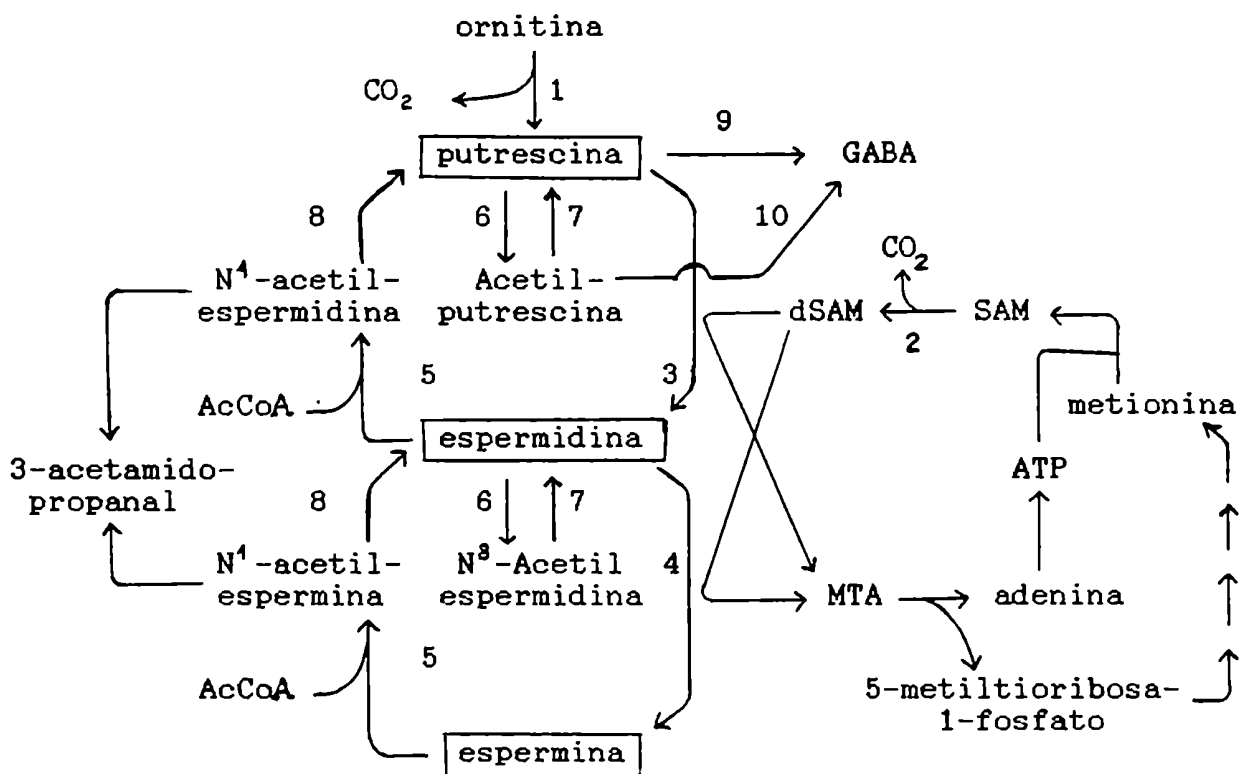 ornitina
CO2
1
9
putrescina
GABA
8
6
7
10
CO2
N1-acetil-
espermidina
Acetil-
putrescina
dSAM
SAM
2
5
3
AcCoA
metionina
espermidina
3-acetamido-
propanal
ATP
8
6
7
N1-acetil-
espermina
N8-Acetil
espermidina
4
MTA
adenina
5
AcCoA
5-metiltioribosa-
1-fosfato
espermina